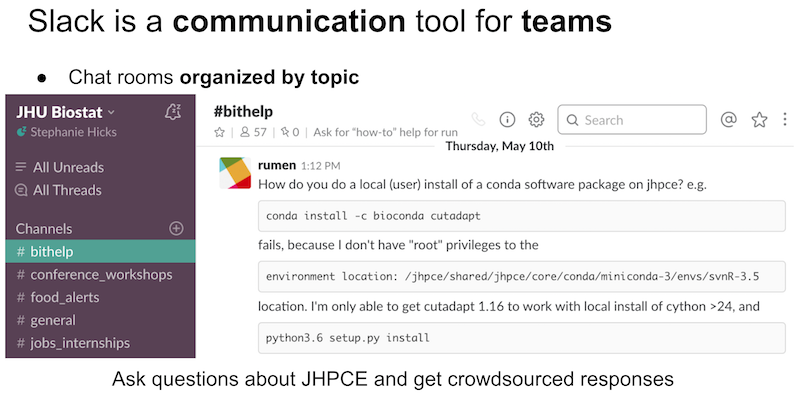 Slack is a communication tool for teams
● Chat rooms organized by topic
JHU Biostat
Stephanie Hicks
All Unreads
All Threads
Channels
# bithelp
# conference_workshops
# food_alerts
# general
# jobs_internships
#bithelp
57 | 0 | Ask for "how-to" help for run
Search
Thursday, May 10th
rumen 1:12 PM
How do you do a local (user) install of a conda software package on jhpce? e.g.
conda install -c bioconda cutadapt
fails, because I don't have "root" privileges to the
environment location: /jhpce/shared/jhpce/core/conda/miniconda-3/envs/svnR-3.5
location. I'm only able to get cutadapt 1.16 to work with local install of cython >24, and
python3.6 setup.py install
Ask questions about JHPCE and get crowdsourced responses